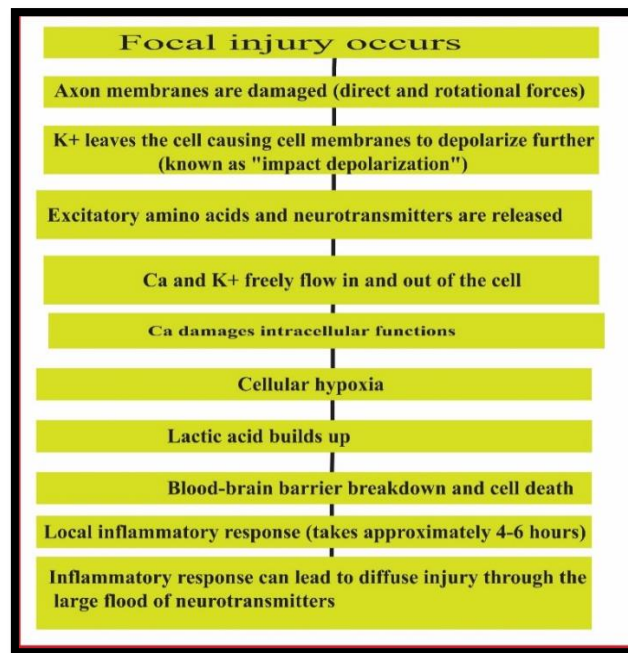 Focal injury occurs
Axon membranes are damaged (direct and rotational forces)
K+ leaves the cell causing cell membranes to depolarize further
(known as "impact depolarization")
Excitatory amino acids and neurotransmitters are released
Ca and K+ freely flow in and out of the cell
Ca damages intracellular functions
Cellular hypoxia
Lactic acid builds up
Blood-brain barrier breakdown and cell death
Local inflammatory response (takes approximately 4-6 hours)
Inflammatory response can lead to diffuse injury through the
large flood of neurotransmitters